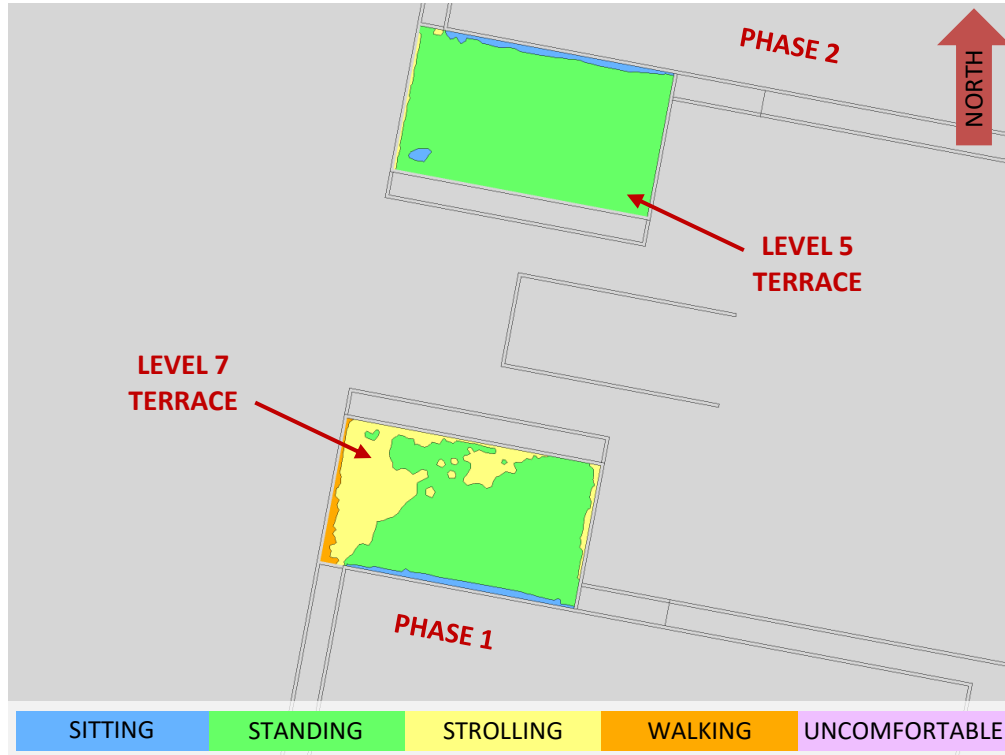 PHASE 2
NORTH
LEVEL 5
TERRACE
LEVEL 7
TERRACE
PHASE 1
SITTING
STANDING
STROLLING
WALKING
UNCOMFORTABLE